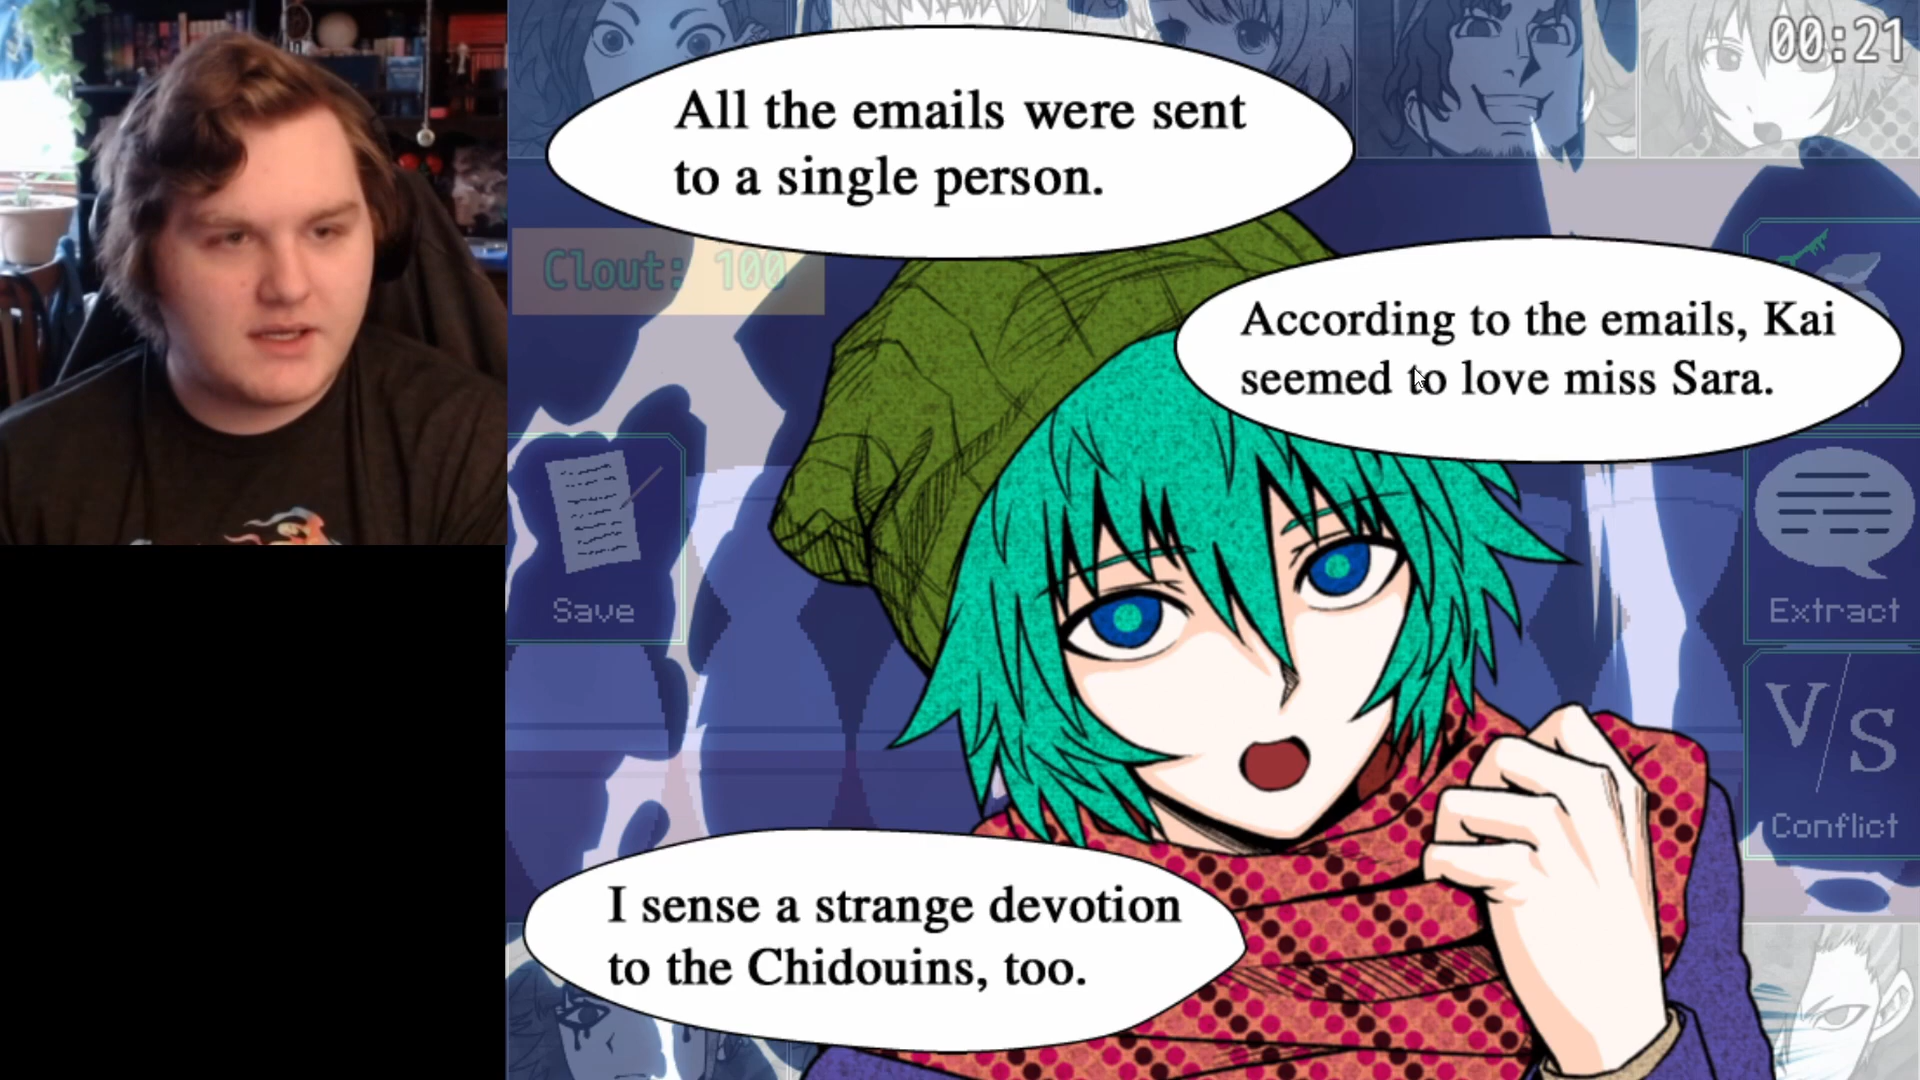 00:21
All the emails were sent
to a single person.
Clout: 100
According to the emails, Kai
seemed to love miss Sara.
Save
Extract
V/S
Conflict
I sense a strange devotion
to the Chidouins, too.